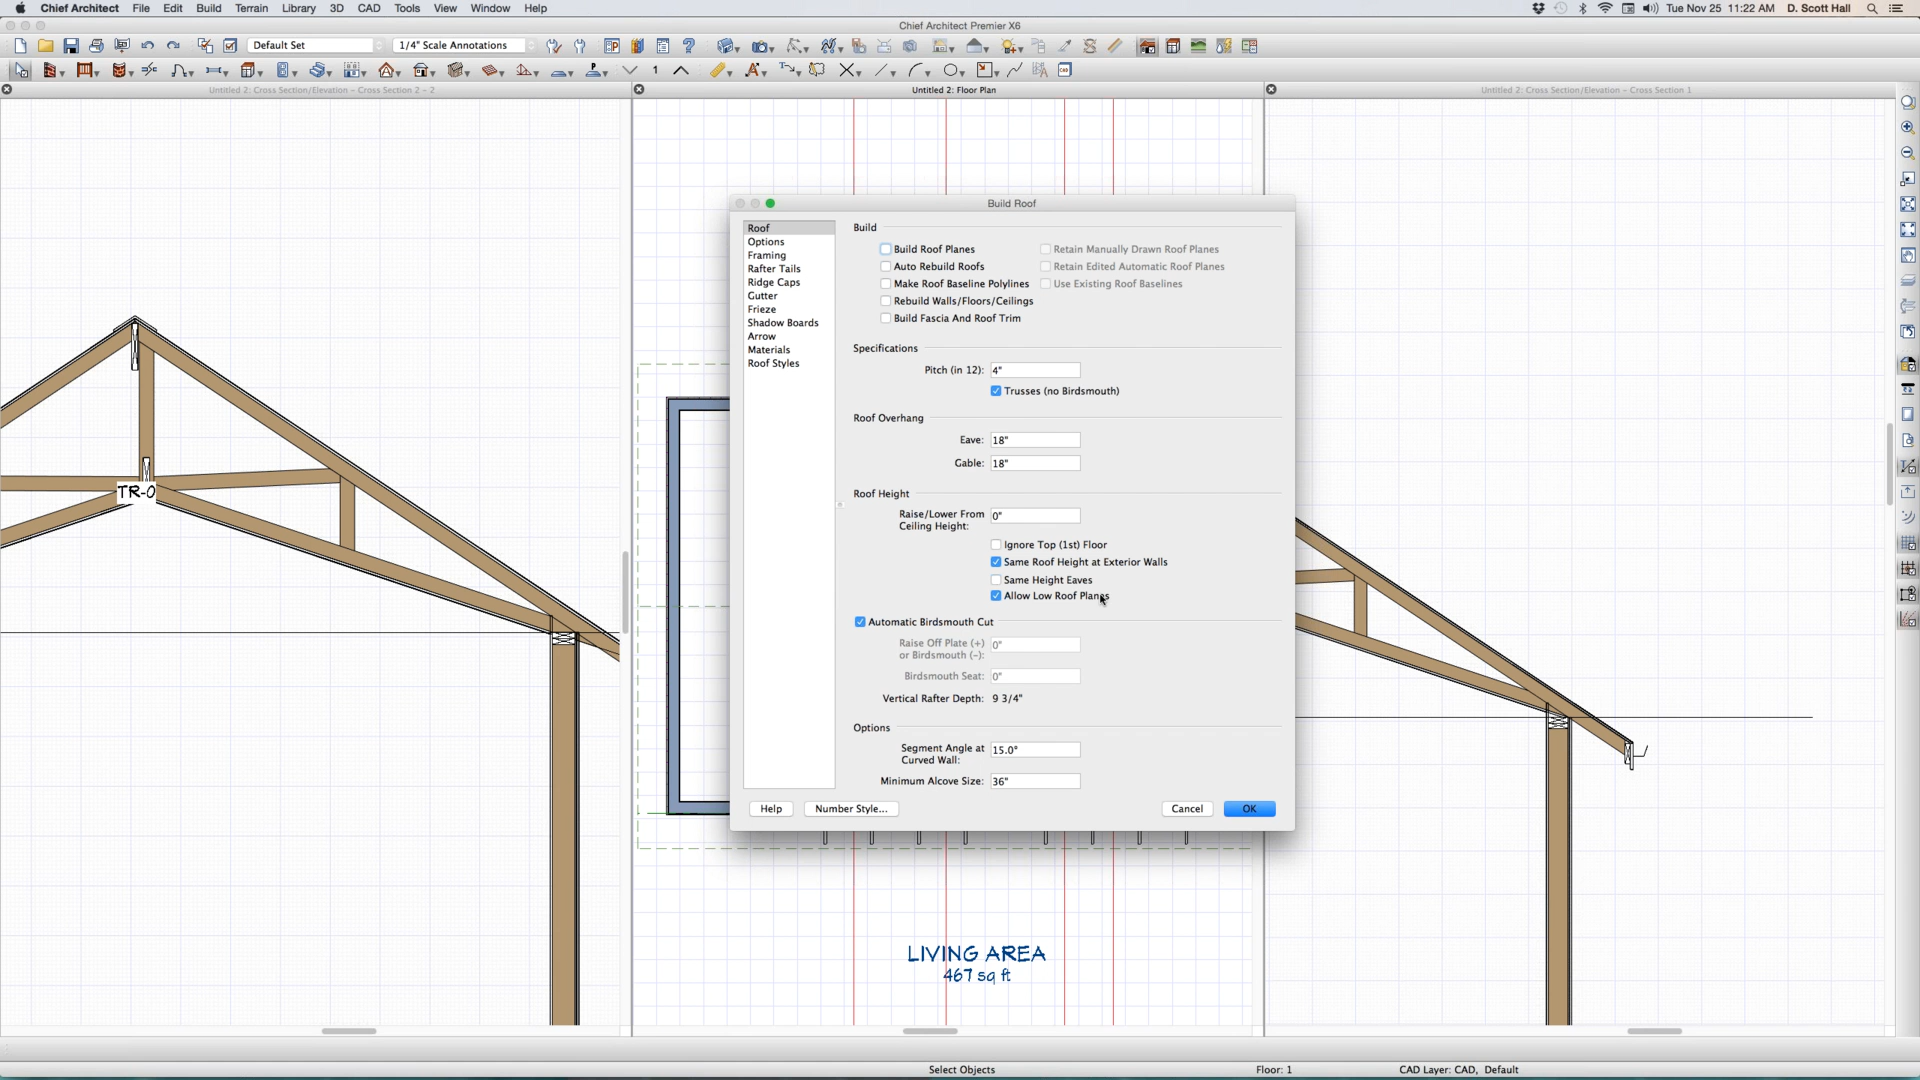 Chief Architect File Edit Build Terrain Library 3D CAD Tools View Window Help Tue Nov 25 11:22 AM D. Scott Hall
Chief Architect Premier X6
Default Set 1/4" Scale Annotations
1
Untitled 2: Cross Section/Elevation - Cross Section 2 - 2
Untitled 2: Floor Plan
Untitled 2: Cross Section/Elevation - Cross Section 1
TR-0
Build Roof
Roof
Options
Framing
Rafter Tails
Ridge Caps
Gutter
Frieze
Shadow Boards
Arrow
Materials
Roof Styles
Build
Build Roof Planes Retain Manually Drawn Roof Planes
Auto Rebuild Roofs Retain Edited Automatic Roof Planes
Make Roof Baseline Polylines Use Existing Roof Baselines
Rebuild Walls/Floors/Ceilings
Build Fascia And Roof Trim
Specifications
Pitch (in 12): 4"
Trusses (no Birdsmouth)
Roof Overhang
Eave: 18"
Gable: 18"
Roof Height
Raise/Lower From 0"
Ceiling Height:
Ignore Top (1st) Floor
Same Roof Height at Exterior Walls
Same Height Eaves
Allow Low Roof Planes
Automatic Birdsmouth Cut
Raise Off Plate (+) 0"
or Birdsmouth (-):
Birdsmouth Seat: 0"
Vertical Rafter Depth: 9 3/4"
Options
Segment Angle at 15.0°
Curved Wall:
Minimum Alcove Size: 36"
Help Number Style... Cancel OK
LIVING AREA
467 sq ft
Select Objects Floor: 1 CAD Layer: CAD, Default